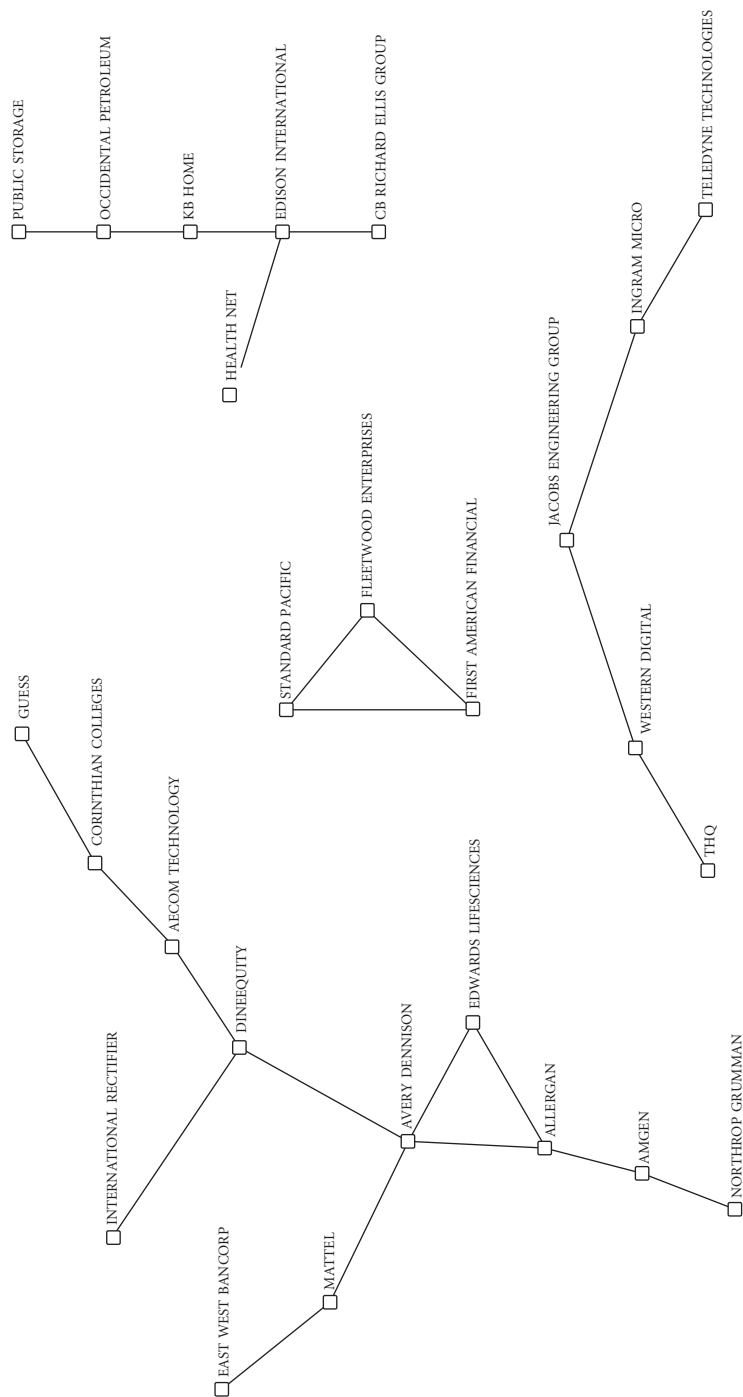 PUBLIC STORAGE
OCCIDENTAL PETROLEUM
KB HOME
EDISON INTERNATIONAL
CB RICHARD ELLIS GROUP
HEALTH NET
TELEDYNE TECHNOLOGIES
INGRAM MICRO
JACOBS ENGINEERING GROUP
WESTERN DIGITAL
THQ
STANDARD PACIFIC
FLEETWOOD ENTERPRISES
FIRST AMERICAN FINANCIAL
GUESS
CORINTHIAN COLLEGES
AECOM TECHNOLOGY
DINEEQUITY
INTERNATIONAL RECTIFIER
AVERY DENNISON
EDWARDS LIFESCIENCES
ALLERGAN
AMGEN
NORTHROP GRUMMAN
MATTEL
EAST WEST BANCORP